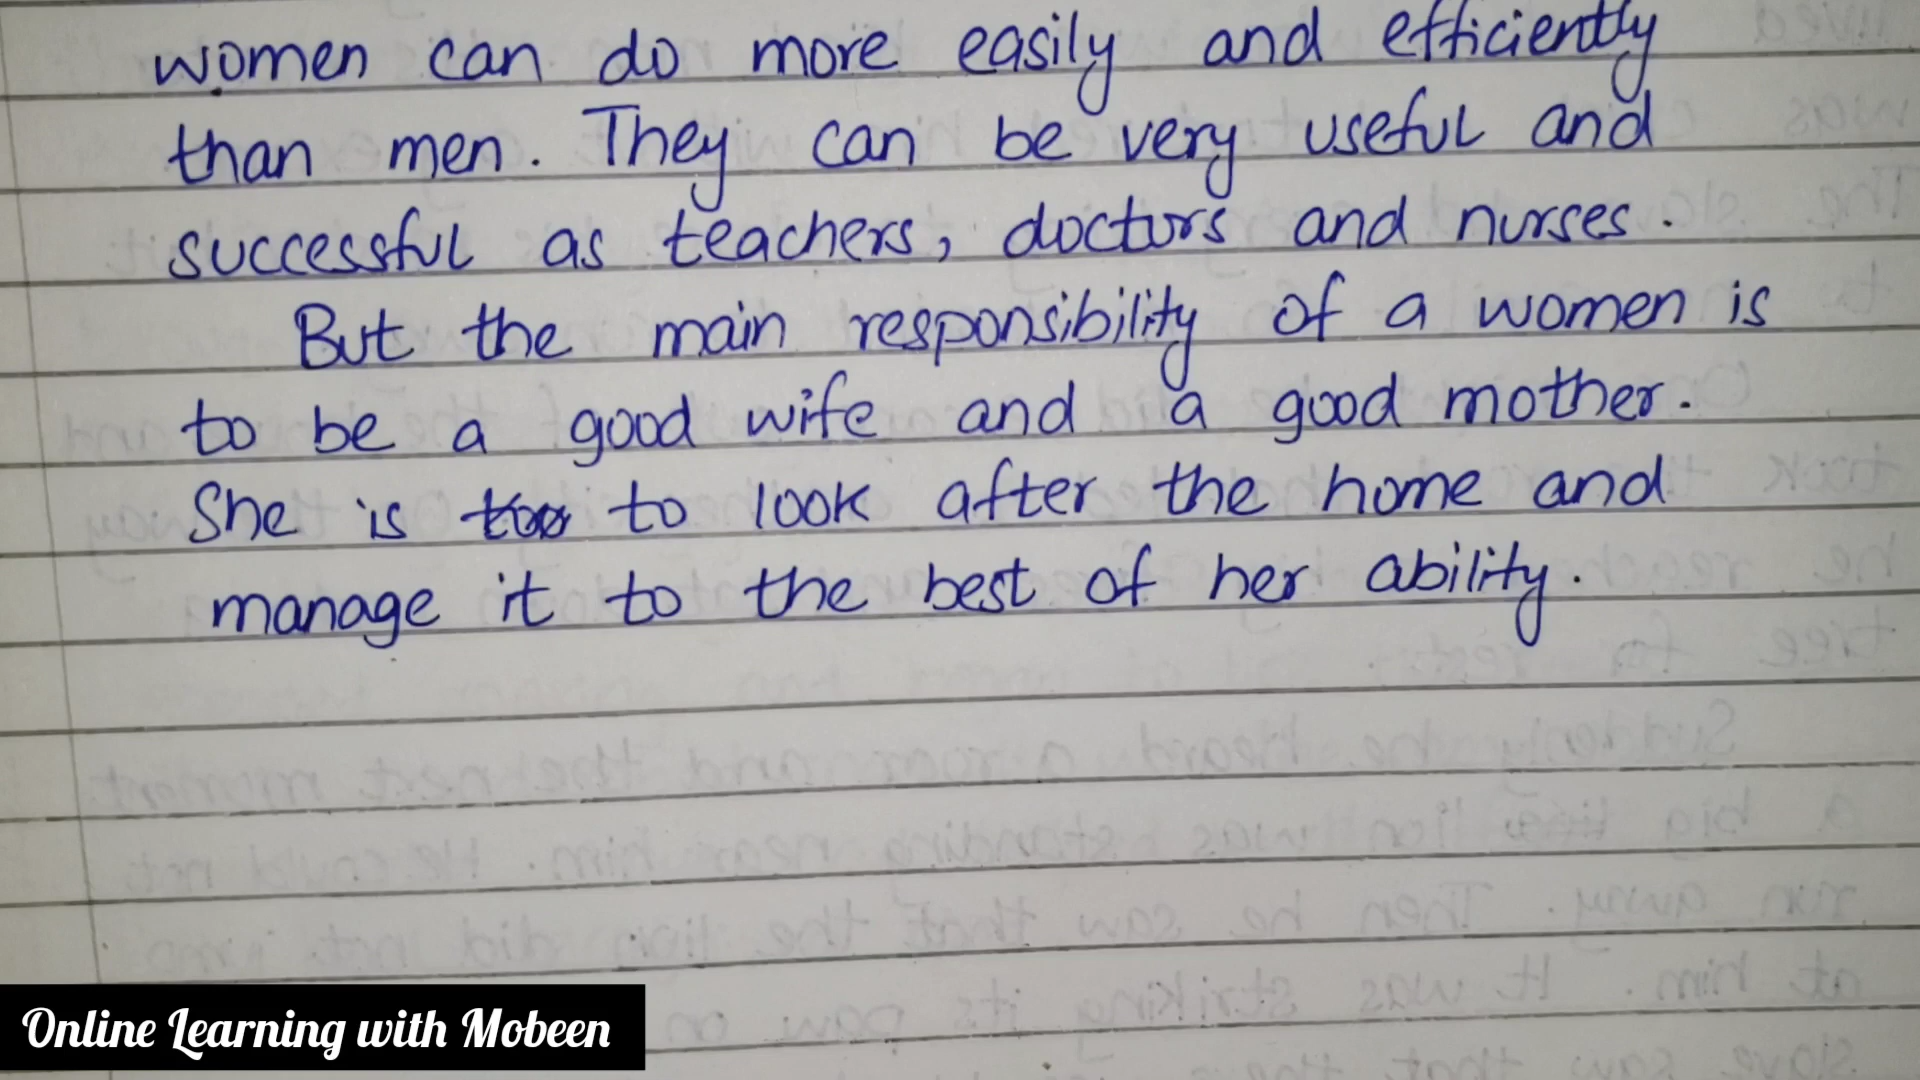 women can do more easily and efficiently
than men. They can be very useful and
successful as teachers, doctors and nurses.
But the main responsibility of a women is
to be a good wife and a good mother.
She is to look after the home and
manage it to the best of her ability.
Online Learning with Mobeen